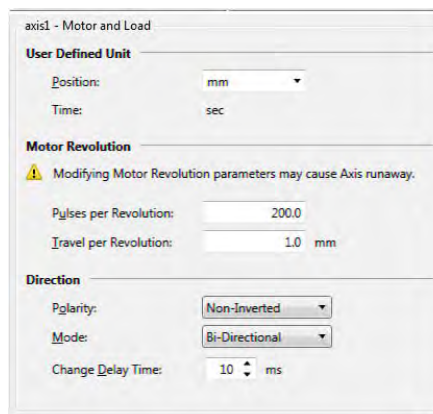 axis1 - Motor and Load
User Defined Unit
Position: mm
Time: sec
Motor Revolution
Modifying Motor Revolution parameters may cause Axis runaway.
Pulses per Revolution: 200.0
Travel per Revolution: 1.0 mm
Direction
Polarity: Non-Inverted
Mode: Bi-Directional
Change Delay Time: 10 ms